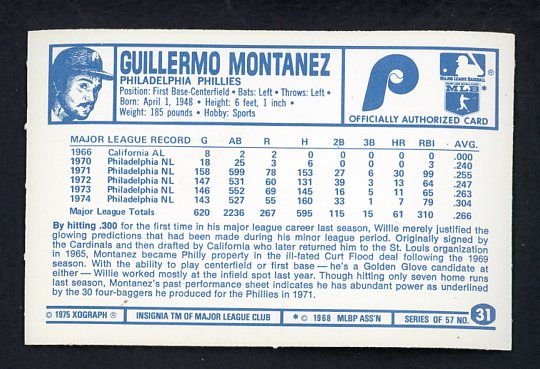 GUILLERMO MONTANEZ
PHILADELPHIA PHILLIES
Position: First Base-Centerfield • Bats: Left • Throws: Left •
Born: April 1, 1948 • Height: 6 feet, 1 inch •
Weight: 185 pounds • Hobby: Sports
P
MAJOR LEAGUE BASEBALL
MLB
®
*
OFFICIALLY AUTHORIZED CARD
MAJOR LEAGUE RECORD G AB R H 2B 3B HR RBI AVG.
1966 California AL 8 2 2 0 0 0 0 0 .000
1970 Philadelphia NL 18 25 3 6 0 0 0 3 .240
1971 Philadelphia NL 158 599 78 153 27 6 30 99 .255
1972 Philadelphia NL 147 531 60 131 39 3 13 64 .247
1973 Philadelphia NL 146 552 69 145 16 5 11 65 .263
1974 Philadelphia NL 143 527 55 160 33 1 7 79 .304
Major League Totals 620 2236 267 595 115 15 61 310 .266
By hitting .300 for the first time in his major league career last season, Willie merely justified the
glowing predictions that had been made during his minor league period. Originally signed by
the Cardinals and then drafted by California who later returned him to the St. Louis organization
in 1965, Montanez became Philly property in the ill-fated Curt Flood deal following the 1969
season. With the ability to play centerfield or first base — he's a Golden Glove candidate at
either — Willie worked mostly at the infield spot last year. Though hitting only seven home runs
last season, Montanez's past performance sheet indicates he has abundant power as underlined
by the 30 four-baggers he produced for the Phillies in 1971.
© 1975 XOGRAPH ® INSIGNIA TM OF MAJOR LEAGUE CLUB * © 1968 MLBP ASS'N SERIES OF 57 NO. 31